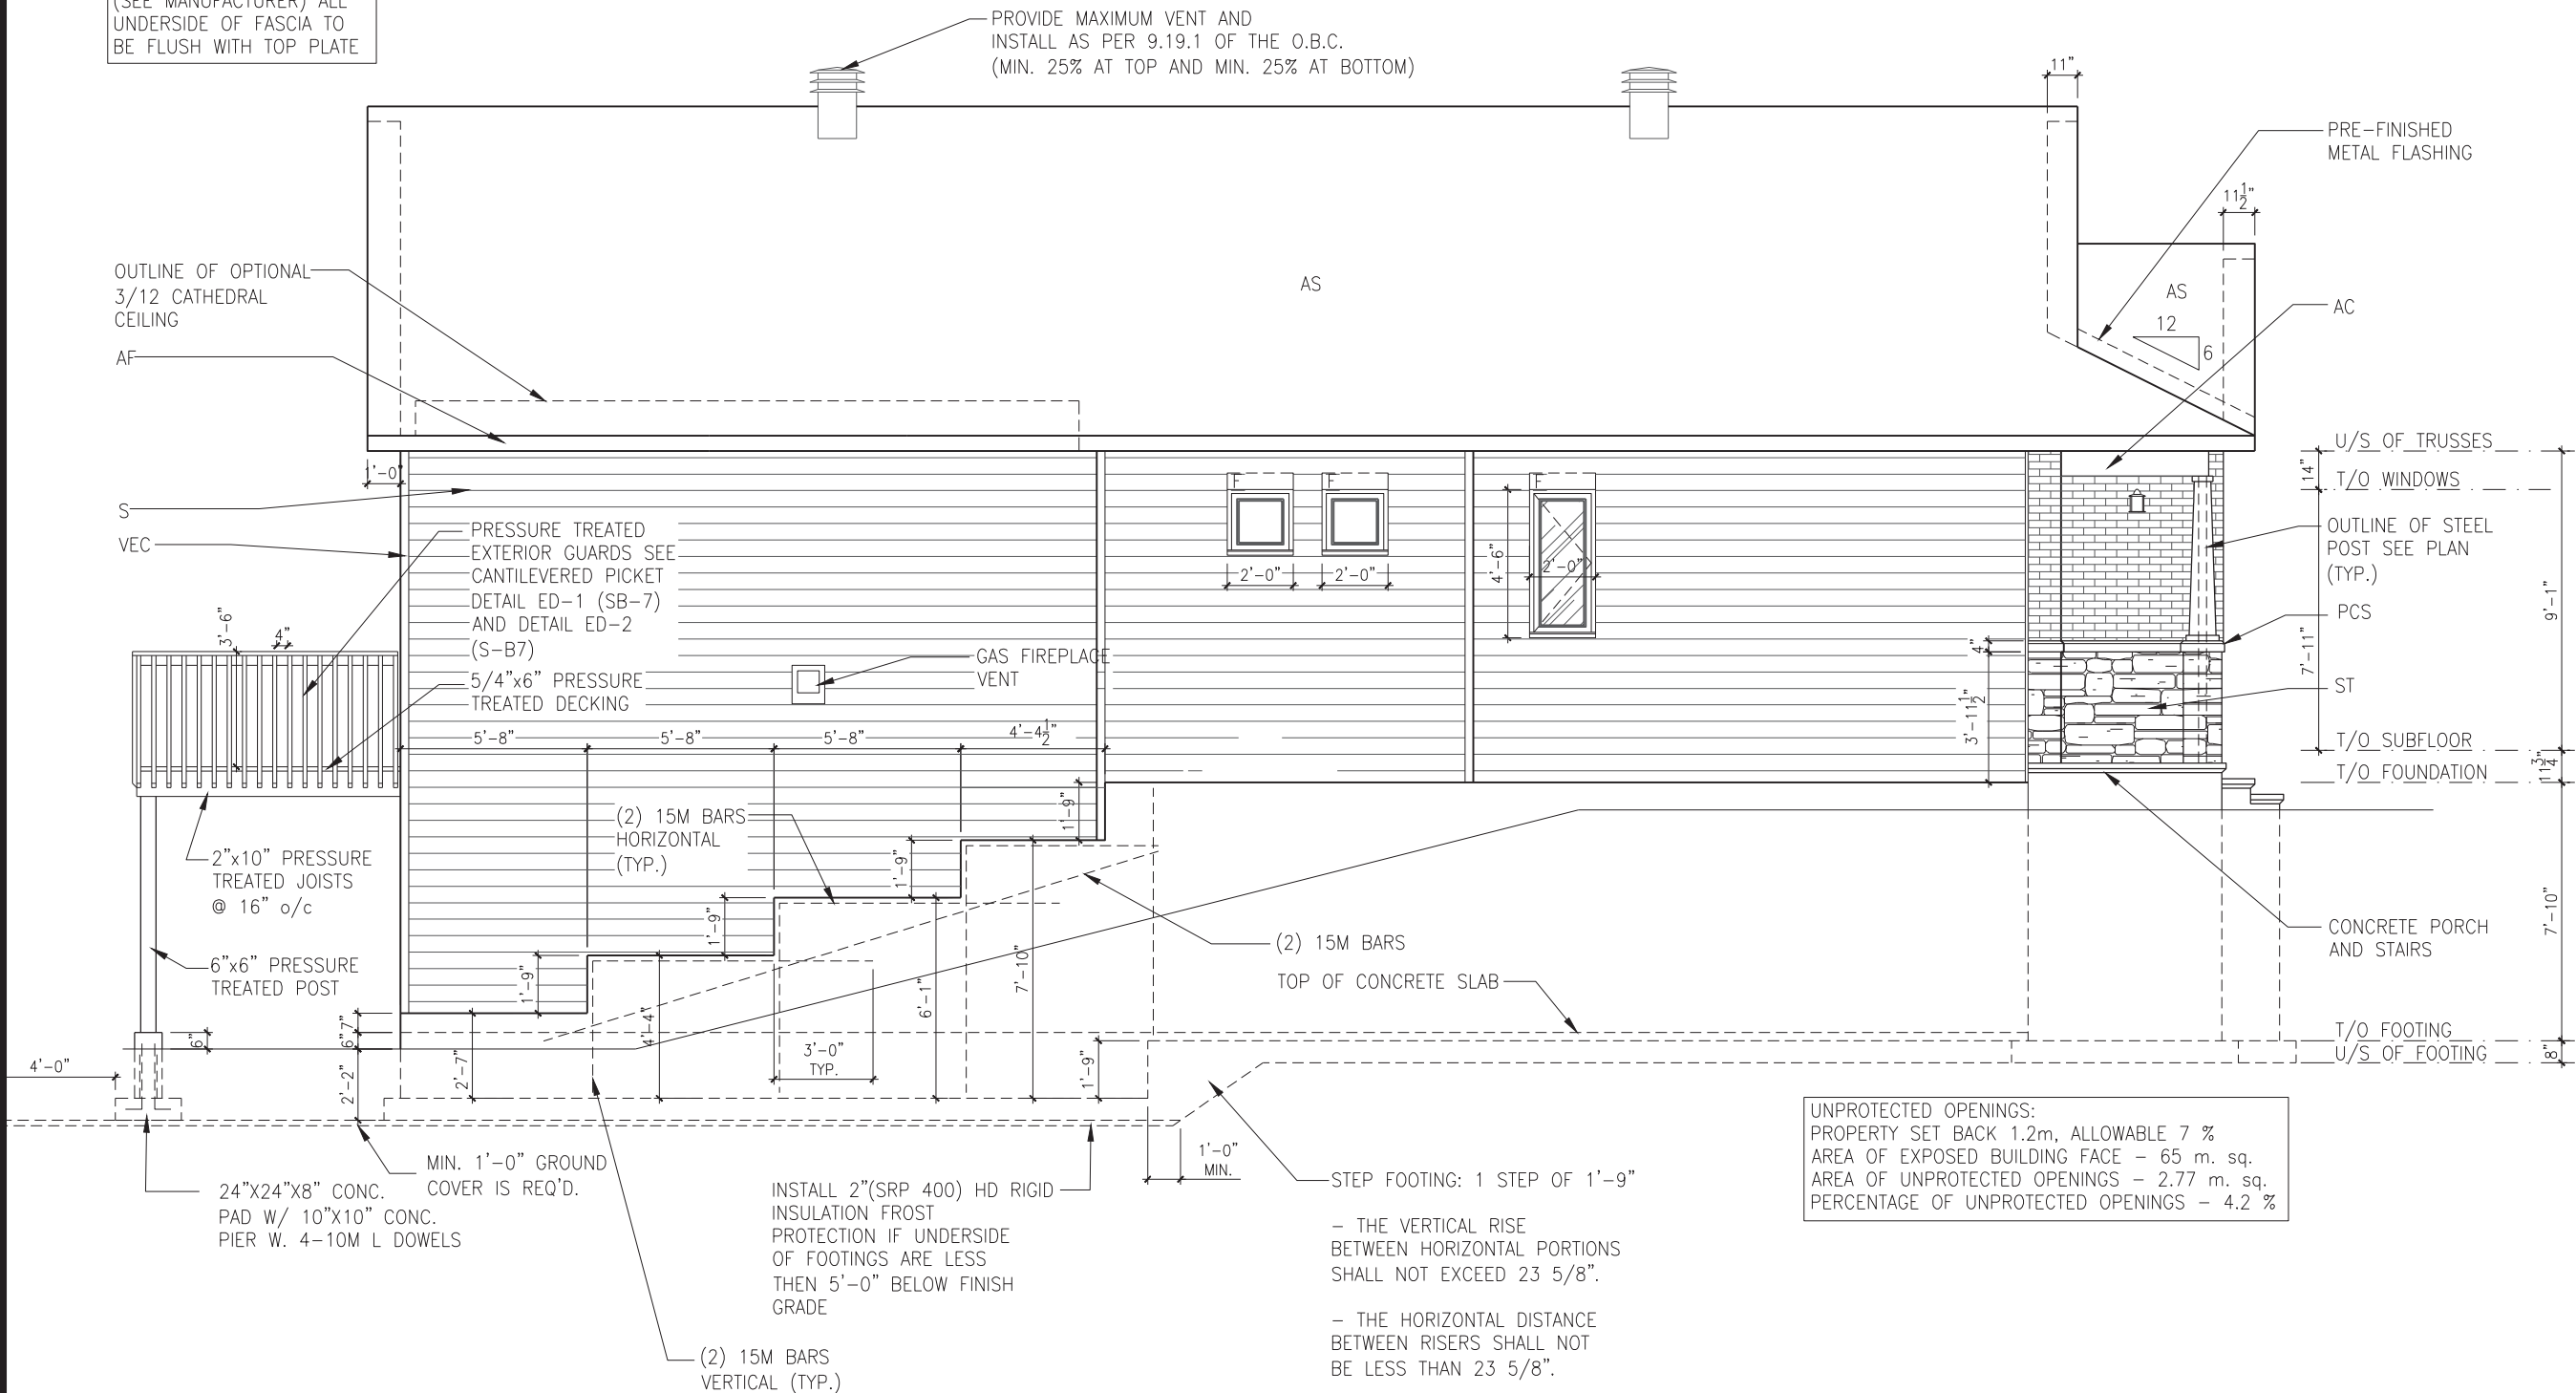 (SEE MANUFACTURER) ALL
UNDERSIDE OF FASCIA TO
BE FLUSH WITH TOP PLATE
PROVIDE MAXIMUM VENT AND
INSTALL AS PER 9.19.1 OF THE O.B.C.
(MIN. 25% AT TOP AND MIN. 25% AT BOTTOM)
11"
PRE-FINISHED
METAL FLASHING
11 1/2"
OUTLINE OF OPTIONAL
3/12 CATHEDRAL
CEILING
AF
AS
AS
12
6
AC
U/S OF TRUSSES
14"
T/O WINDOWS
1'-0"
S
VEC
PRESSURE TREATED
EXTERIOR GUARDS SEE
CANTILEVERED PICKET
DETAIL ED-1 (SB-7)
AND DETAIL ED-2
(S-B7)
5/4"x6" PRESSURE
TREATED DECKING
GAS FIREPLACE
VENT
F
F
F
2'-0"
2'-0"
4'-6"
2'-0"
OUTLINE OF STEEL
POST SEE PLAN
(TYP.)
PCS
9'-1"
7'-11"
ST
4"
3'-11 1/2"
3'-6"
4"
T/O SUBFLOOR
T/O FOUNDATION
11 3/4"
5'-8"
5'-8"
5'-8"
4'-4 1/2"
(2) 15M BARS
HORIZONTAL
(TYP.)
1'-9"
1'-9"
1'-9"
1'-9"
2"x10" PRESSURE
TREATED JOISTS
@ 16" o/c
6"x6" PRESSURE
TREATED POST
(2) 15M BARS
TOP OF CONCRETE SLAB
CONCRETE PORCH
AND STAIRS
7'-10"
T/O FOOTING
U/S OF FOOTING
8"
4'-0"
6"
7"
6"
2'-2"
2'-7"
4'-4"
3'-0"
TYP.
6'-1"
7'-10"
1'-9"
1'-0"
MIN.
MIN. 1'-0" GROUND
COVER IS REQ'D.
24"X24"X8" CONC.
PAD W/ 10"X10" CONC.
PIER W. 4-10M L DOWELS
INSTALL 2"(SRP 400) HD RIGID
INSULATION FROST
PROTECTION IF UNDERSIDE
OF FOOTINGS ARE LESS
THEN 5'-0" BELOW FINISH
GRADE
(2) 15M BARS
VERTICAL (TYP.)
STEP FOOTING: 1 STEP OF 1'-9"
- THE VERTICAL RISE
BETWEEN HORIZONTAL PORTIONS
SHALL NOT EXCEED 23 5/8".
- THE HORIZONTAL DISTANCE
BETWEEN RISERS SHALL NOT
BE LESS THAN 23 5/8".
UNPROTECTED OPENINGS:
PROPERTY SET BACK 1.2m, ALLOWABLE 7 %
AREA OF EXPOSED BUILDING FACE - 65 m. sq.
AREA OF UNPROTECTED OPENINGS - 2.77 m. sq.
PERCENTAGE OF UNPROTECTED OPENINGS - 4.2 %